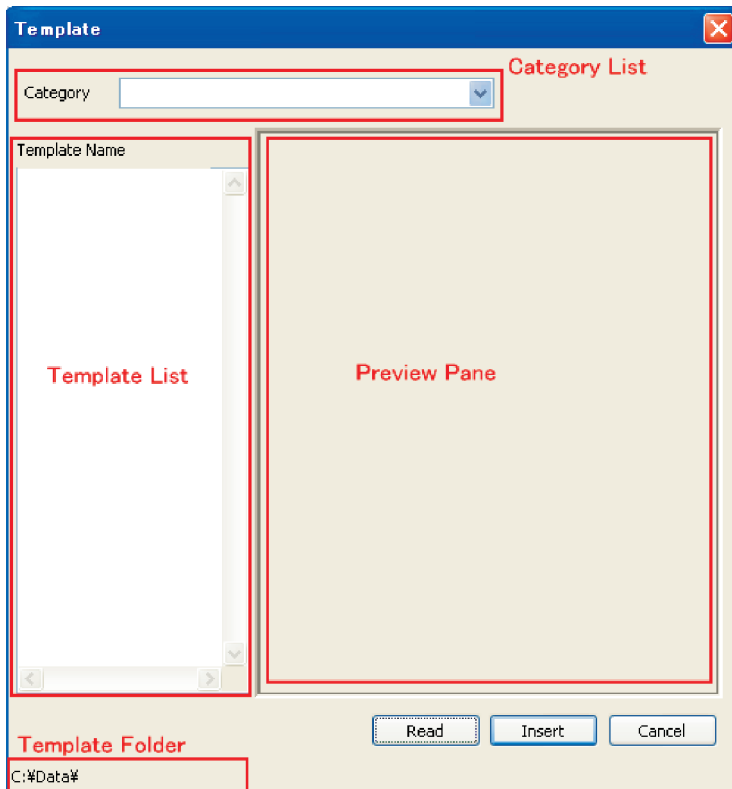 Template
Category List
Category
Template Name
Template List
Preview Pane
Read
Insert
Cancel
Template Folder
C:¥Data¥